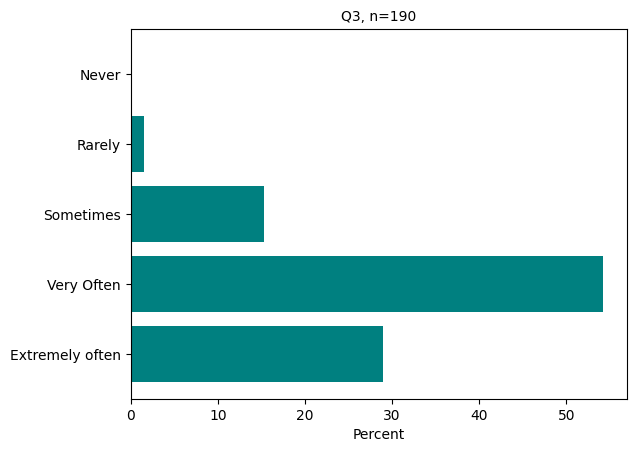 Q3, n=190
Never
Rarely
Sometimes
Very Often
Extremely often
0 10 20 30 40 50
Percent